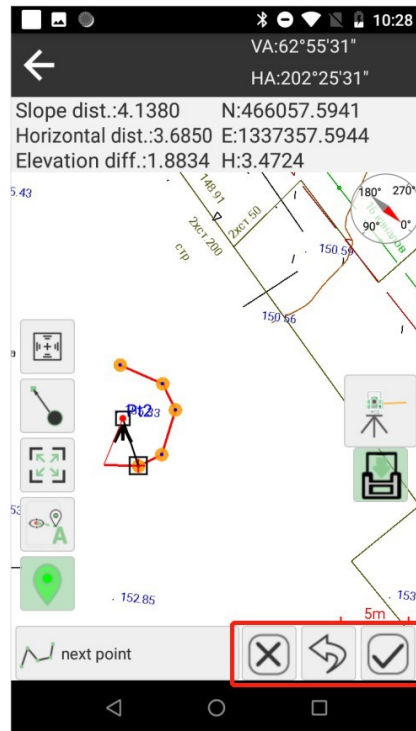 10:28
VA:62°55'31"
HA:202°25'31"
Slope dist.:4.1380 N:466057.5941
Horizontal dist.:3.6850 E:1337357.5944
Elevation diff.:1.8834 H:3.4724
5.43
148.91
2хст.50
2хст.200
стр.
180° 270°
90° 0°
150.59
150.56
Pt2
A
152.85
153
5m
next point